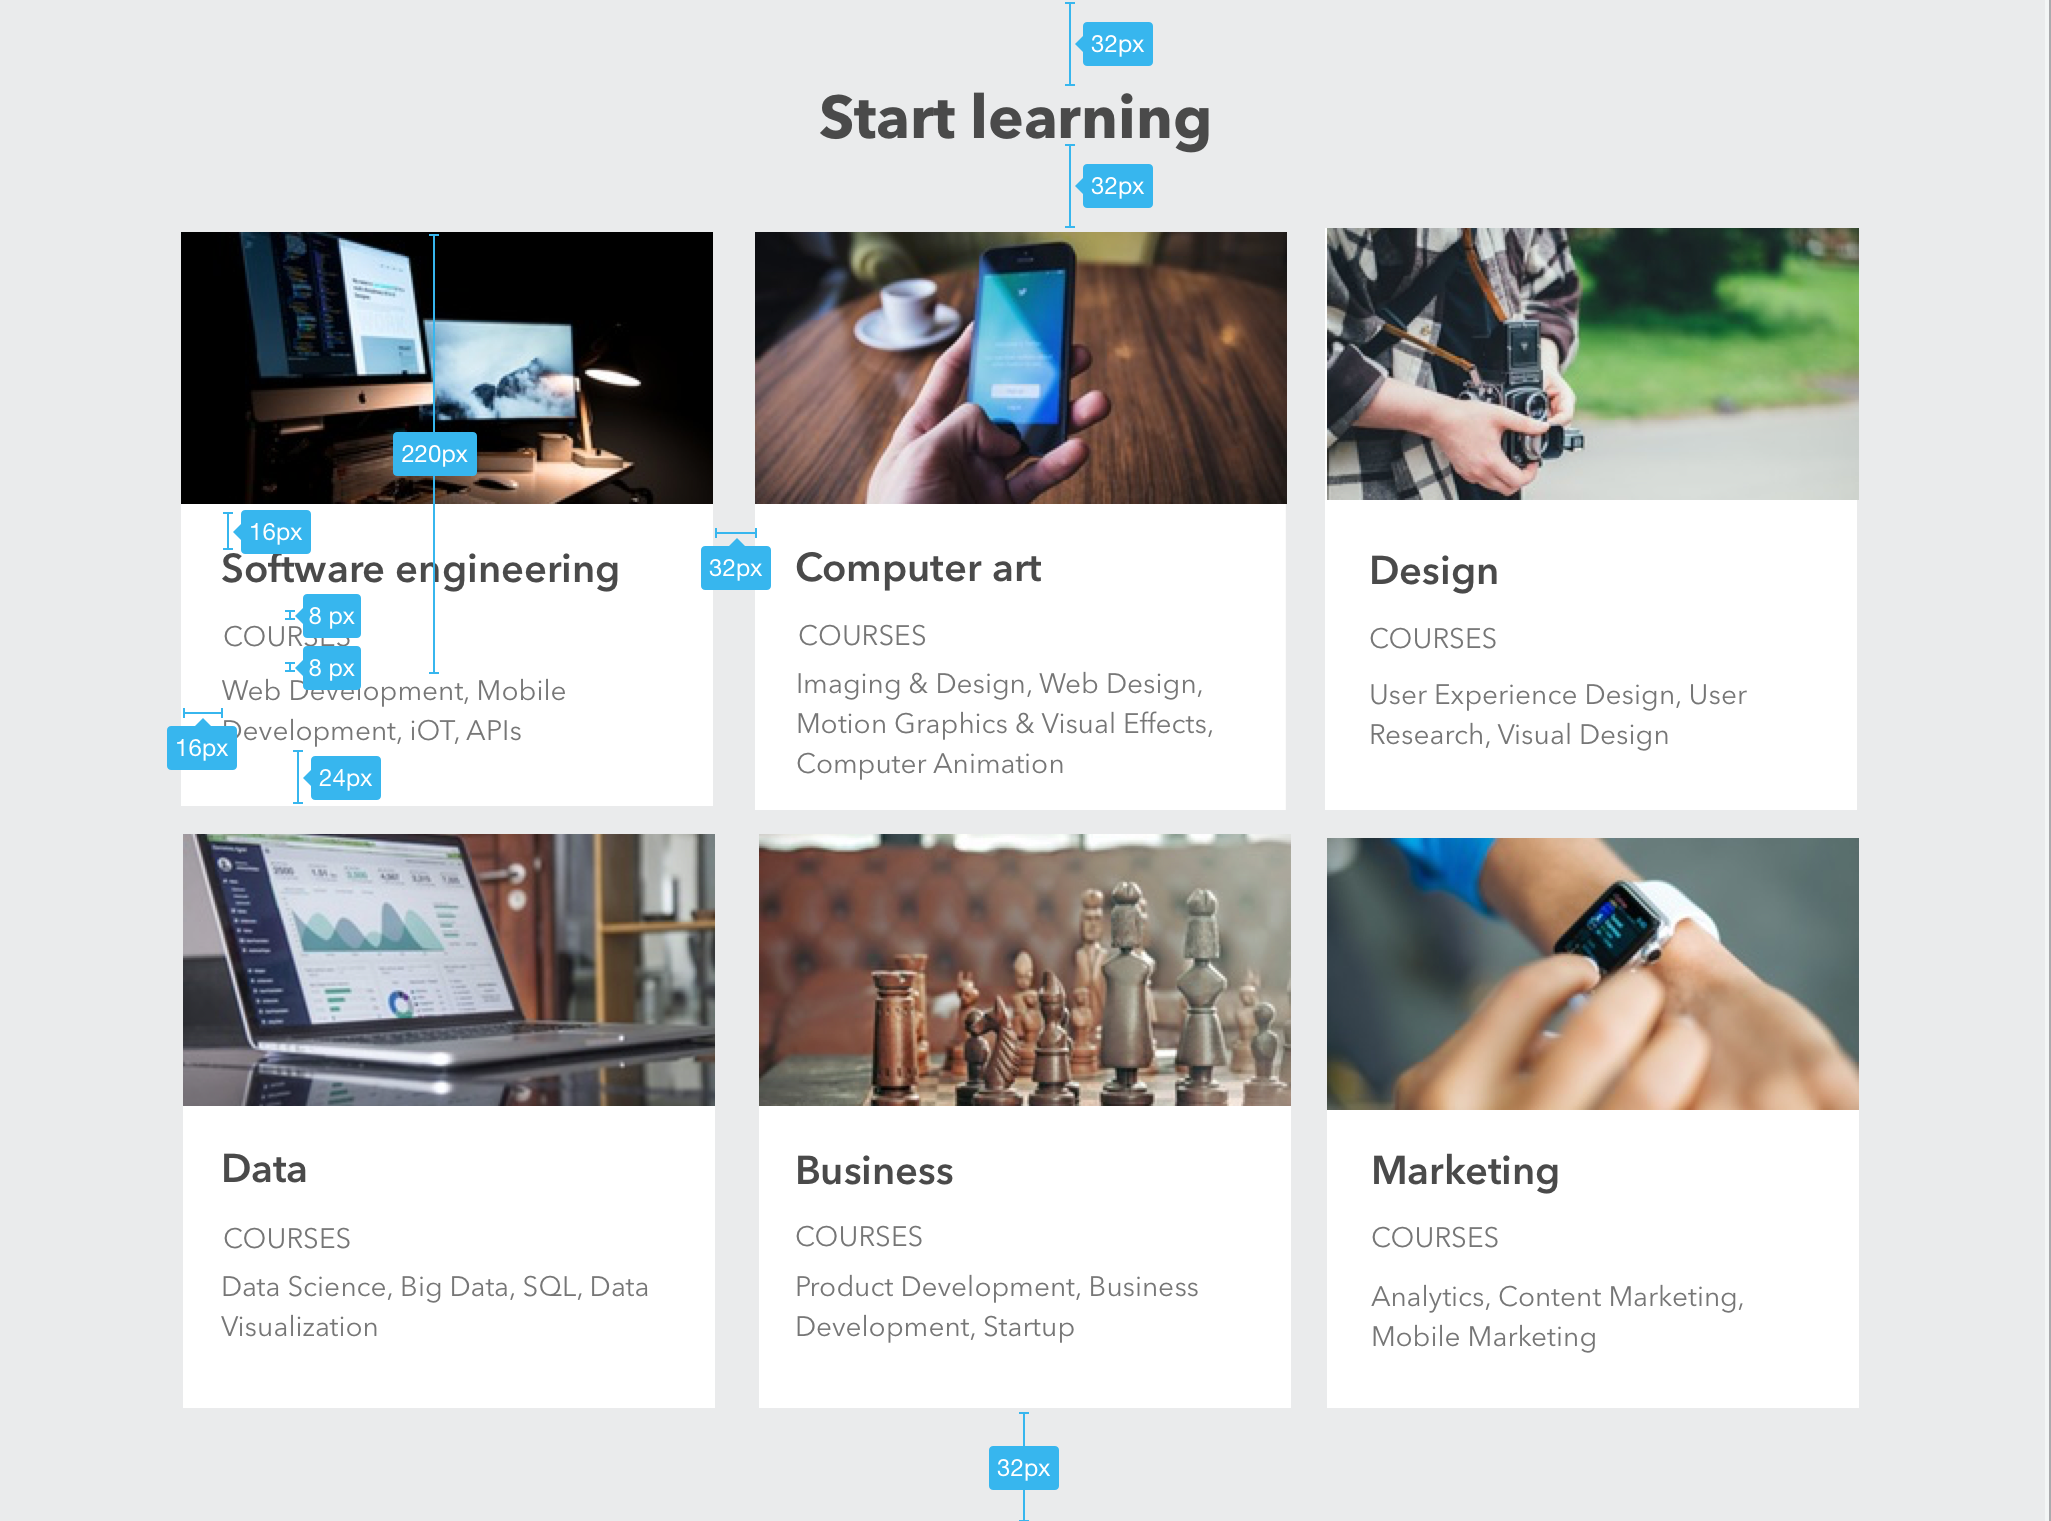 32px
Start learning
32px
220px
16px
Software engineering
8 px
COURSES
8 px
Web Development, Mobile
Development, iOT, APIs
16px
24px
32px
Computer art
COURSES
Imaging & Design, Web Design,
Motion Graphics & Visual Effects,
Computer Animation
Design
COURSES
User Experience Design, User
Research, Visual Design
Data
COURSES
Data Science, Big Data, SQL, Data
Visualization
Business
COURSES
Product Development, Business
Development, Startup
Marketing
COURSES
Analytics, Content Marketing,
Mobile Marketing
32px